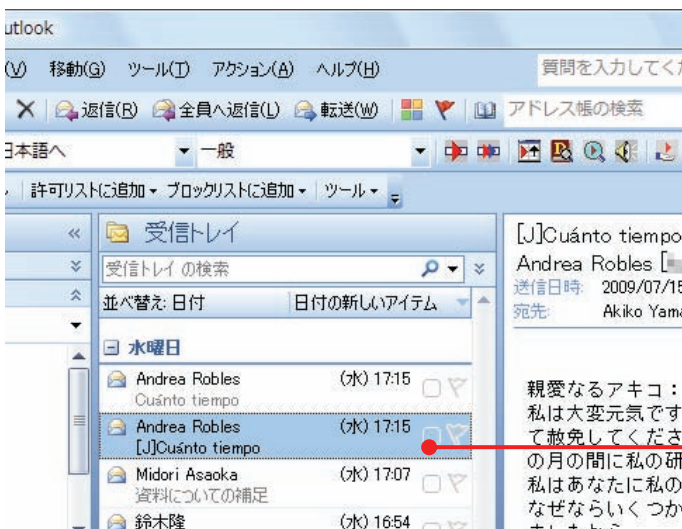 utlook
(V) 移動(G) ツール(T) アクション(A) ヘルプ(H) 質問を入力してくだ
返信(R) 全員へ返信(L) 転送(W) アドレス帳の検索
日本語へ 一般
許可リストに追加 ブロックリストに追加 ツール
受信トレイ
受信トレイ の検索
並べ替え: 日付 日付の新しいアイテム
水曜日
Andrea Robles (水) 17:15
Cuánto tiempo
Andrea Robles (水) 17:15
[J]Cuánto tiempo
Midori Asaoka (水) 17:07
資料についての補足
鈴木隆 (水) 16:54
[J]Cuánto tiempo
Andrea Robles [
送信日時: 2009/07/15
宛先: Akiko Yama
親愛なるアキコ:
私は大変元気です
て赦免してくださ
の月の間に私の研
私はあなたに私の
なぜならいくつか